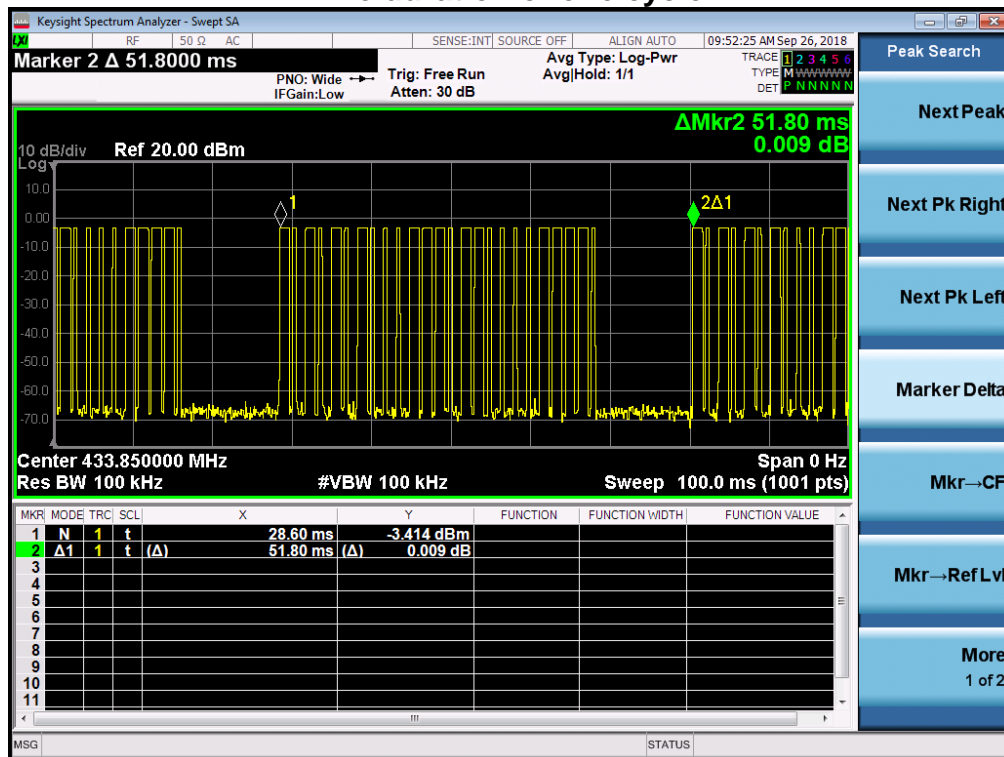 Keysight Spectrum Analyzer - Swept SA
LXI RF 50 Ω AC SENSE:INT SOURCE OFF ALIGN AUTO 09:52:25 AM Sep 26, 2018
Marker 2 Δ 51.8000 ms
PNO: Wide
IFGain:Low
Trig: Free Run
Atten: 30 dB
Avg Type: Log-Pwr
Avg|Hold: 1/1
TRACE 1 2 3 4 5 6
TYPE M WWWWW
DET P N N N N N
ΔMkr2 51.80 ms
0.009 dB
10 dB/div Ref 20.00 dBm
Log
10.0
0.00
-10.0
-20.0
-30.0
-40.0
-50.0
-60.0
-70.0
1
2Δ1
Center 433.850000 MHz Span 0 Hz
Res BW 100 kHz #VBW 100 kHz Sweep 100.0 ms (1001 pts)
MKR MODE TRC SCL X Y FUNCTION FUNCTION WIDTH FUNCTION VALUE
1 N 1 t 28.60 ms -3.414 dBm
2 Δ1 1 t (Δ) 51.80 ms (Δ) 0.009 dB
3
4
5
6
7
8
9
10
11
MSG STATUS
Peak Search
Next Peak
Next Pk Right
Next Pk Left
Marker Delta
Mkr→CF
Mkr→Ref Lvl
More
1 of 2